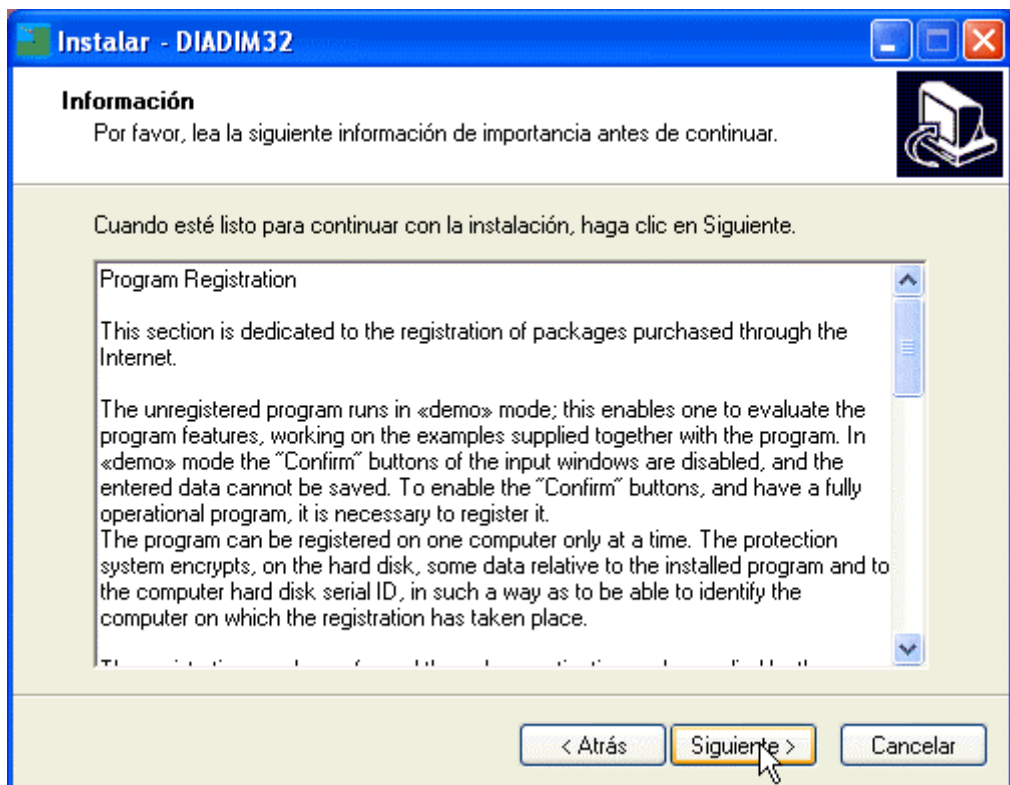 Instalar - DIADIM32
Información
Por favor, lea la siguiente información de importancia antes de continuar.
Cuando esté listo para continuar con la instalación, haga clic en Siguiente.
Program Registration
This section is dedicated to the registration of packages purchased through the
Internet.
The unregistered program runs in «demo» mode; this enables one to evaluate the
program features, working on the examples supplied together with the program. In
«demo» mode the "Confirm" buttons of the input windows are disabled, and the
entered data cannot be saved. To enable the "Confirm" buttons, and have a fully
operational program, it is necessary to register it.
The program can be registered on one computer only at a time. The protection
system encrypts, on the hard disk, some data relative to the installed program and to
the computer hard disk serial ID, in such a way as to be able to identify the
computer on which the registration has taken place.
< Atrás
Siguiente >
Cancelar